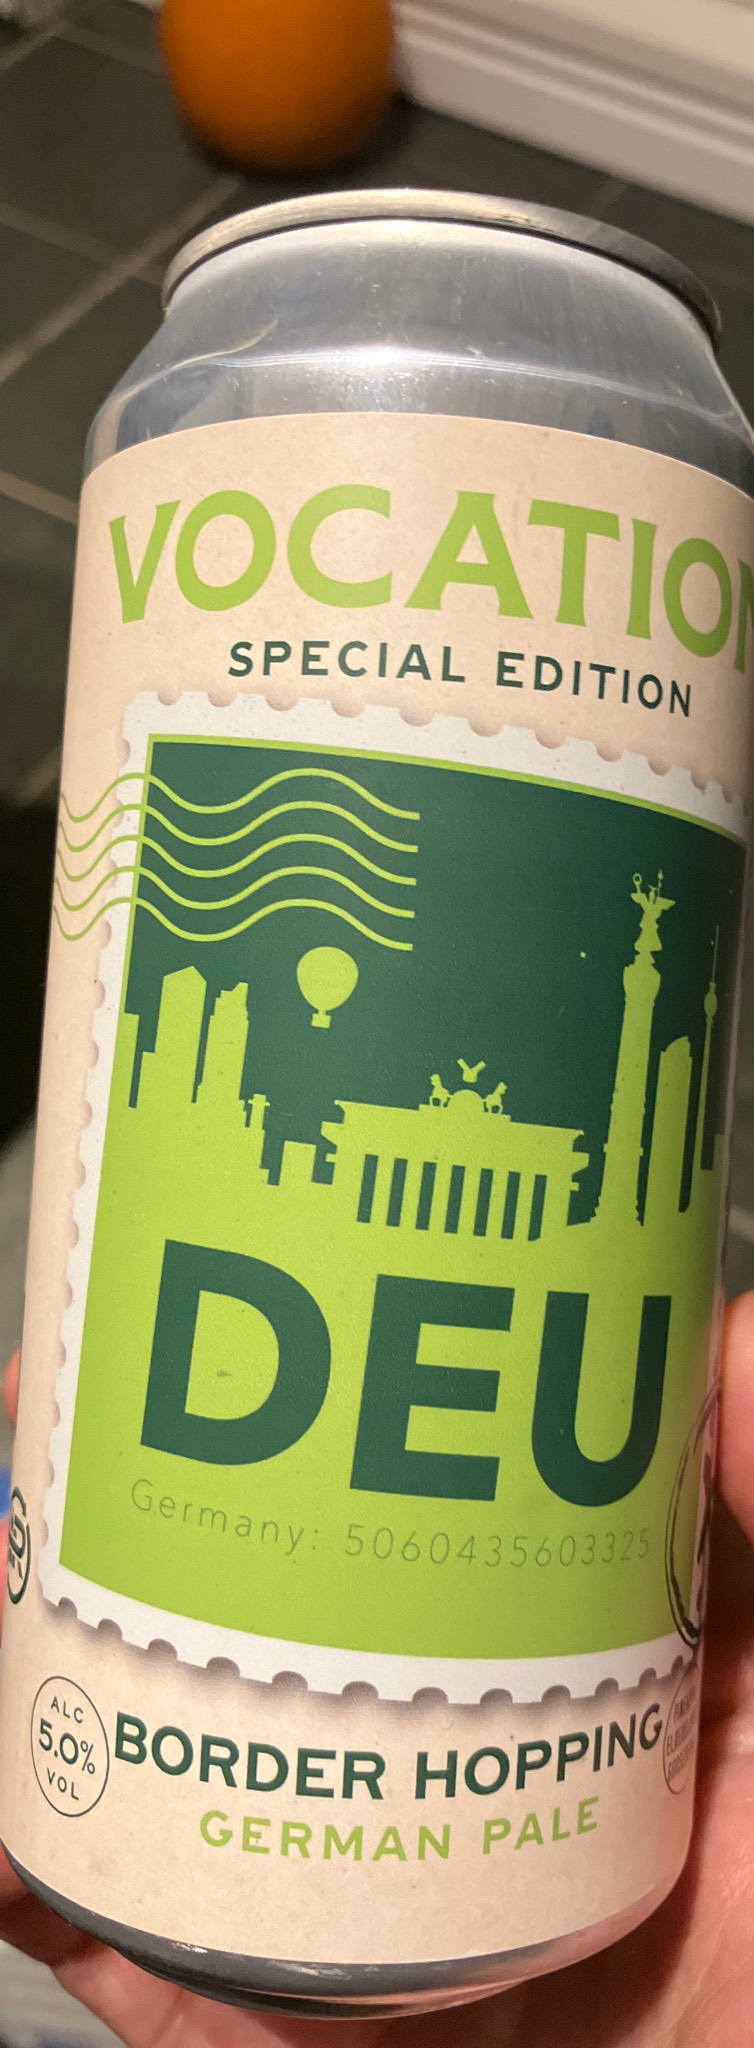 VOCATION
SPECIAL EDITION
DEU
Germany: 5060435603325
ALC
5.0%
VOL
BORDER HOPPING
GERMAN PALE